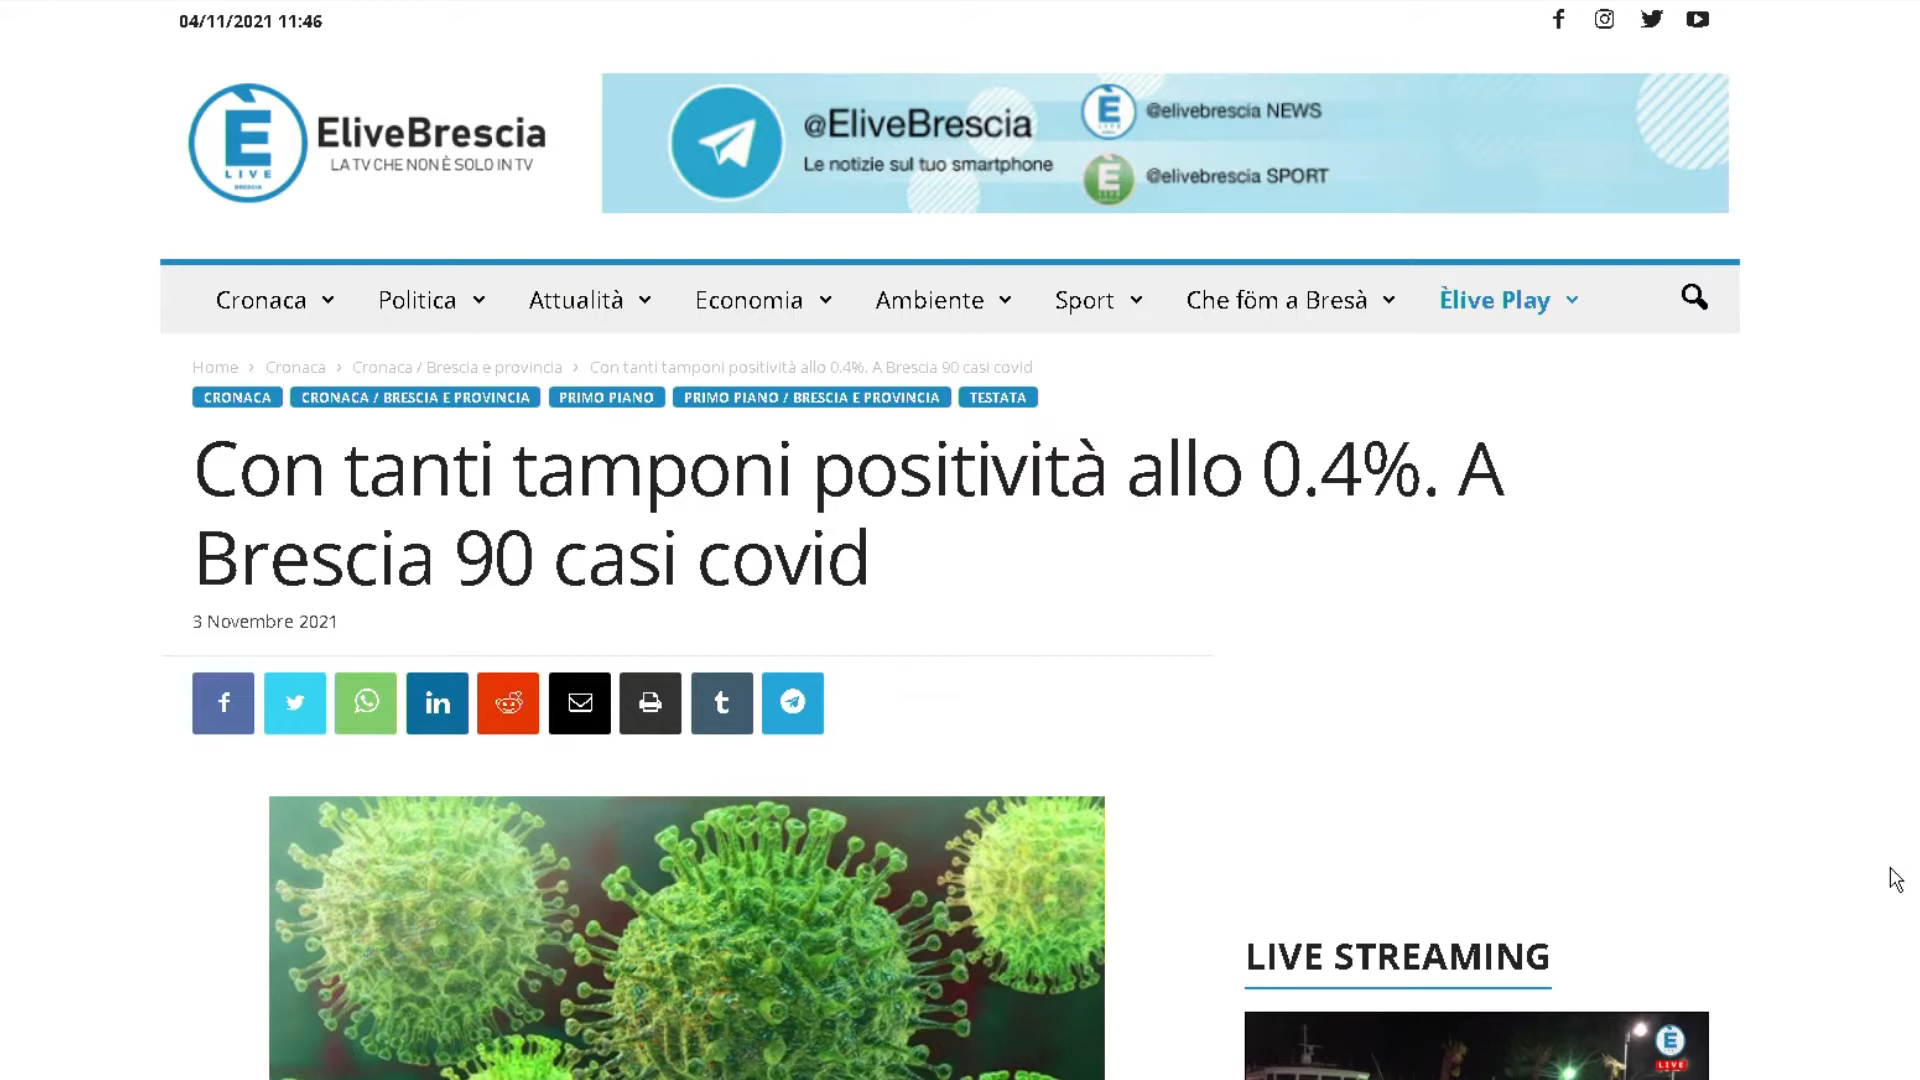 04/11/2021 11:46
È
LIVE
BRESCIA
EliveBrescia
LA TV CHE NON È SOLO IN TV
@EliveBrescia
Le notizie sul tuo smartphone
@elivebrescia NEWS
@elivebrescia SPORT
Cronaca Politica Attualità Economia Ambiente Sport Che föm a Bresà Èlive Play
Home › Cronaca › Cronaca / Brescia e provincia › Con tanti tamponi positività allo 0.4%. A Brescia 90 casi covid
CRONACA CRONACA / BRESCIA E PROVINCIA PRIMO PIANO PRIMO PIANO / BRESCIA E PROVINCIA TESTATA
Con tanti tamponi positività allo 0.4%. A
Brescia 90 casi covid
3 Novembre 2021
LIVE STREAMING
È
LIVE